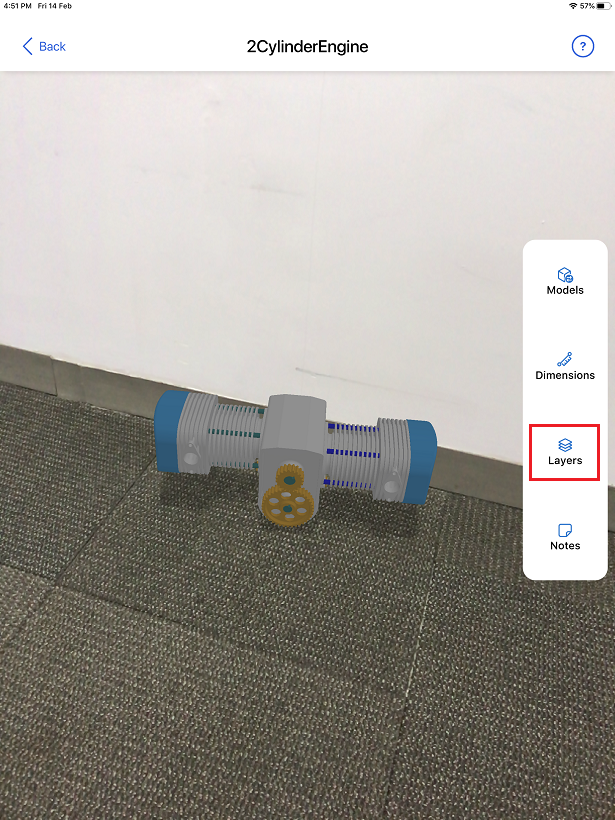 4:51 PM Fri 14 Feb 57%
Back 2CylinderEngine ?
Models
Dimensions
Layers
Notes